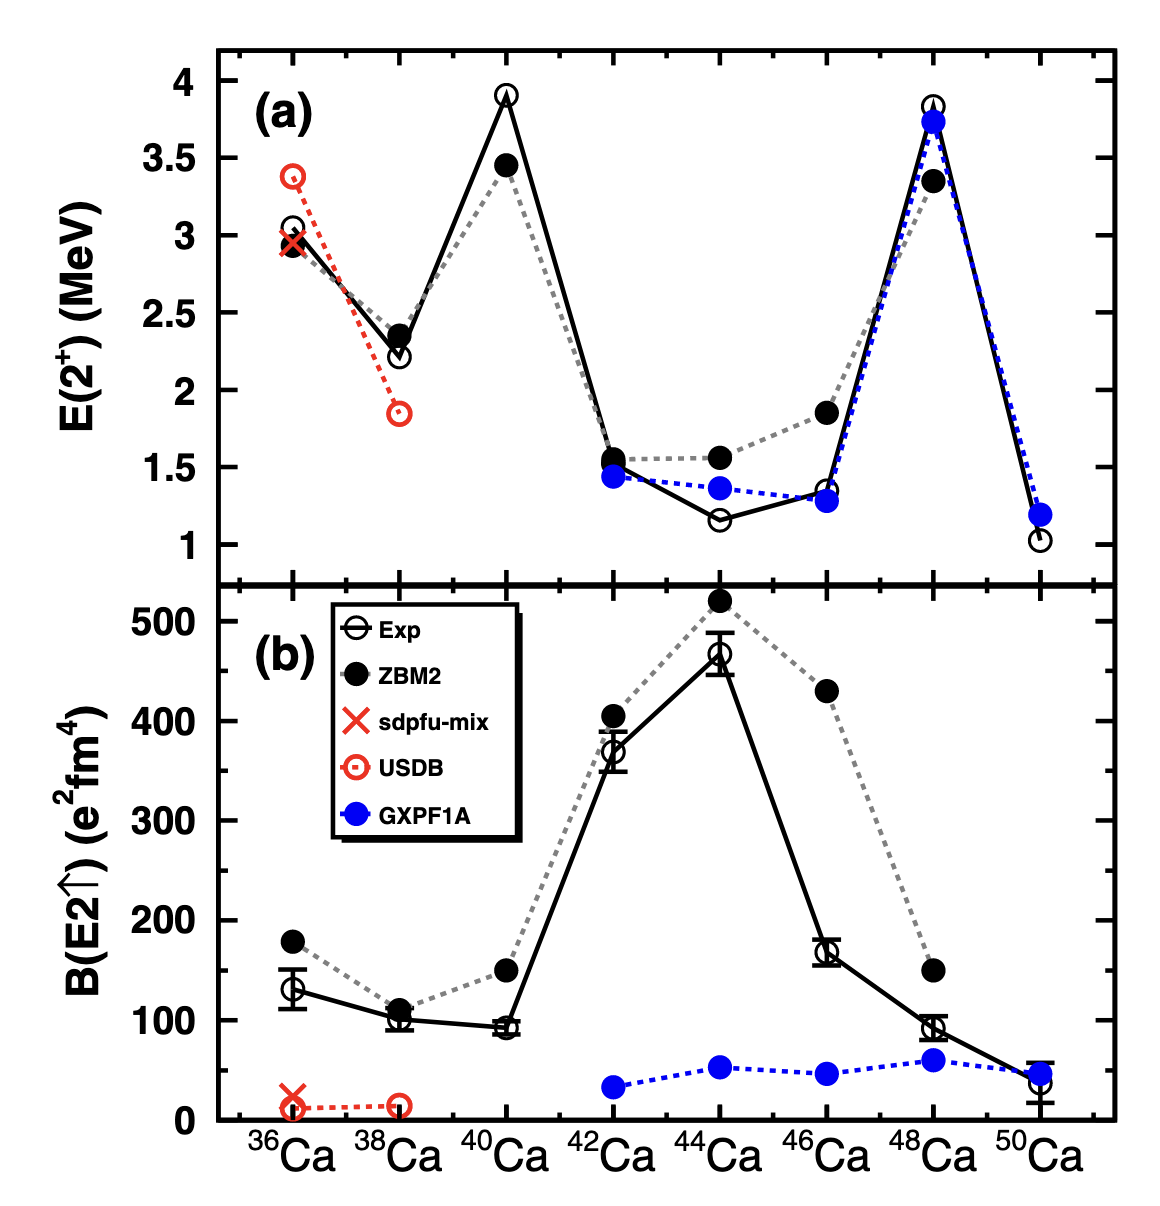 (a)
4
3.5
3
2.5
2
1.5
1
E(2⁺) (MeV)
(b)
500
400
300
200
100
0
B(E2↑) (e²fm⁴)
Exp
ZBM2
sdpfu-mix
USDB
GXPF1A
³⁶Ca ³⁸Ca ⁴⁰Ca ⁴²Ca ⁴⁴Ca ⁴⁶Ca ⁴⁸Ca ⁵⁰Ca